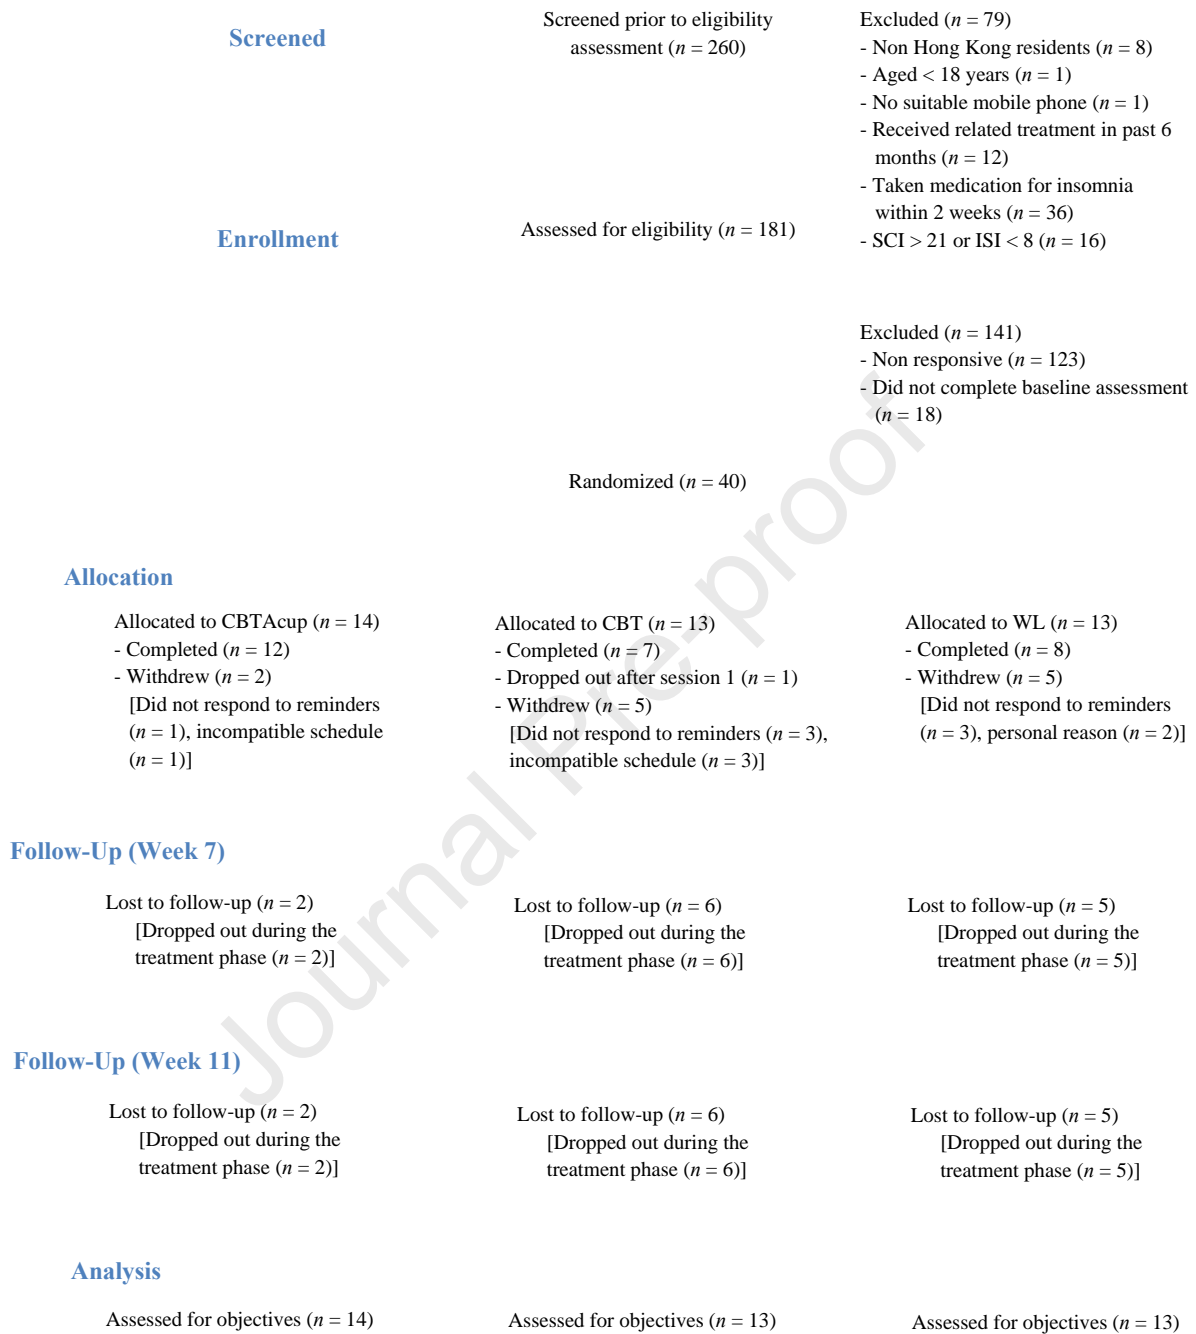 Screened
Screened prior to eligibility
assessment (n = 260)
Excluded (n = 79)
- Non Hong Kong residents (n = 8)
- Aged < 18 years (n = 1)
- No suitable mobile phone (n = 1)
- Received related treatment in past 6
months (n = 12)
- Taken medication for insomnia
within 2 weeks (n = 36)
- SCI > 21 or ISI < 8 (n = 16)
Enrollment
Assessed for eligibility (n = 181)
Excluded (n = 141)
- Non responsive (n = 123)
- Did not complete baseline assessment
(n = 18)
Randomized (n = 40)
Allocation
Allocated to CBTAcup (n = 14)
- Completed (n = 12)
- Withdrew (n = 2)
[Did not respond to reminders
(n = 1), incompatible schedule
(n = 1)]
Allocated to CBT (n = 13)
- Completed (n = 7)
- Dropped out after session 1 (n = 1)
- Withdrew (n = 5)
[Did not respond to reminders (n = 3),
incompatible schedule (n = 3)]
Allocated to WL (n = 13)
- Completed (n = 8)
- Withdrew (n = 5)
[Did not respond to reminders
(n = 3), personal reason (n = 2)]
Follow-Up (Week 7)
Lost to follow-up (n = 2)
[Dropped out during the
treatment phase (n = 2)]
Lost to follow-up (n = 6)
[Dropped out during the
treatment phase (n = 6)]
Lost to follow-up (n = 5)
[Dropped out during the
treatment phase (n = 5)]
Follow-Up (Week 11)
Lost to follow-up (n = 2)
[Dropped out during the
treatment phase (n = 2)]
Lost to follow-up (n = 6)
[Dropped out during the
treatment phase (n = 6)]
Lost to follow-up (n = 5)
[Dropped out during the
treatment phase (n = 5)]
Analysis
Assessed for objectives (n = 14)
Assessed for objectives (n = 13)
Assessed for objectives (n = 13)
Journal Pre-proof